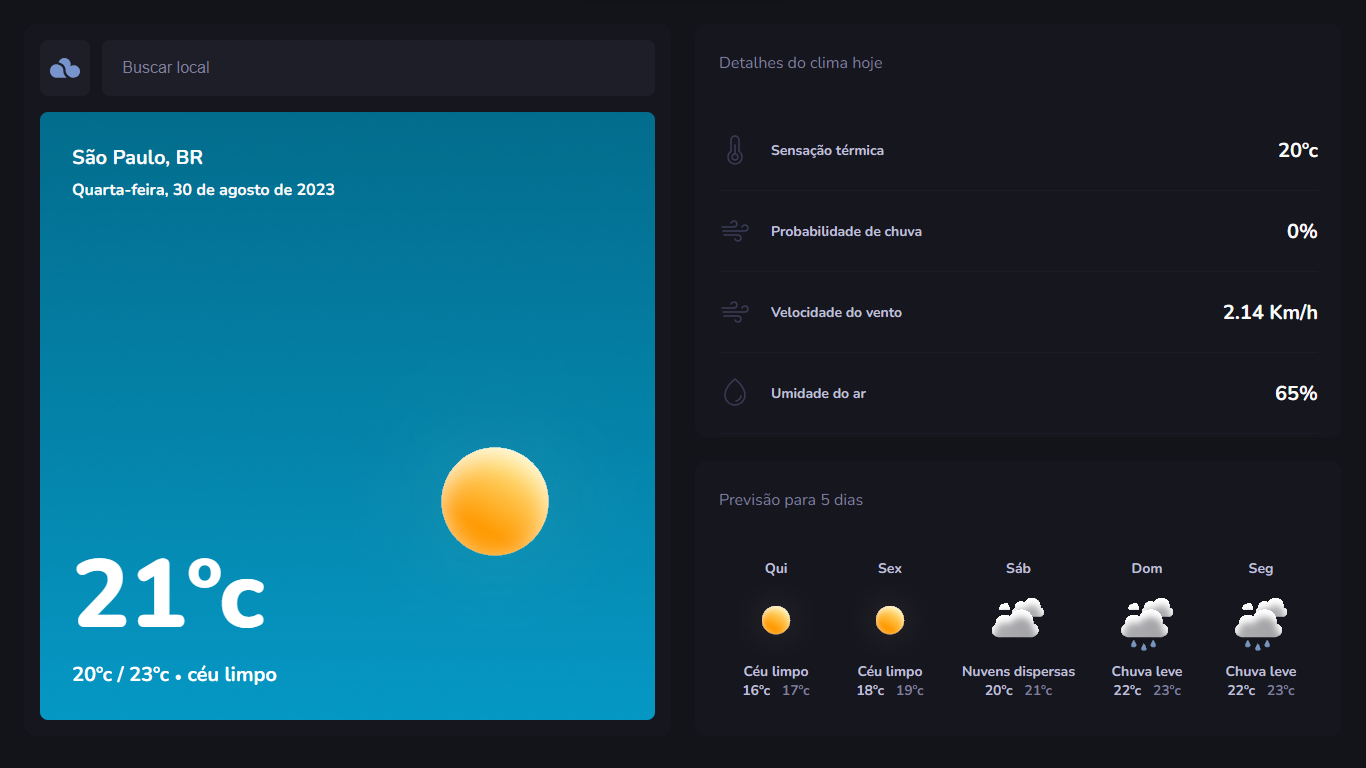 Buscar local
São Paulo, BR
Quarta-feira, 30 de agosto de 2023
21ºc
20ºc / 23ºc • céu limpo
Detalhes do clima hoje
Sensação térmica 20ºc
Probabilidade de chuva 0%
Velocidade do vento 2.14 Km/h
Umidade do ar 65%
Previsão para 5 dias
Qui Sex Sáb Dom Seg
Céu limpo Céu limpo Nuvens dispersas Chuva leve Chuva leve
16ºc 17ºc 18ºc 19ºc 20ºc 21ºc 22ºc 23ºc 22ºc 23ºc